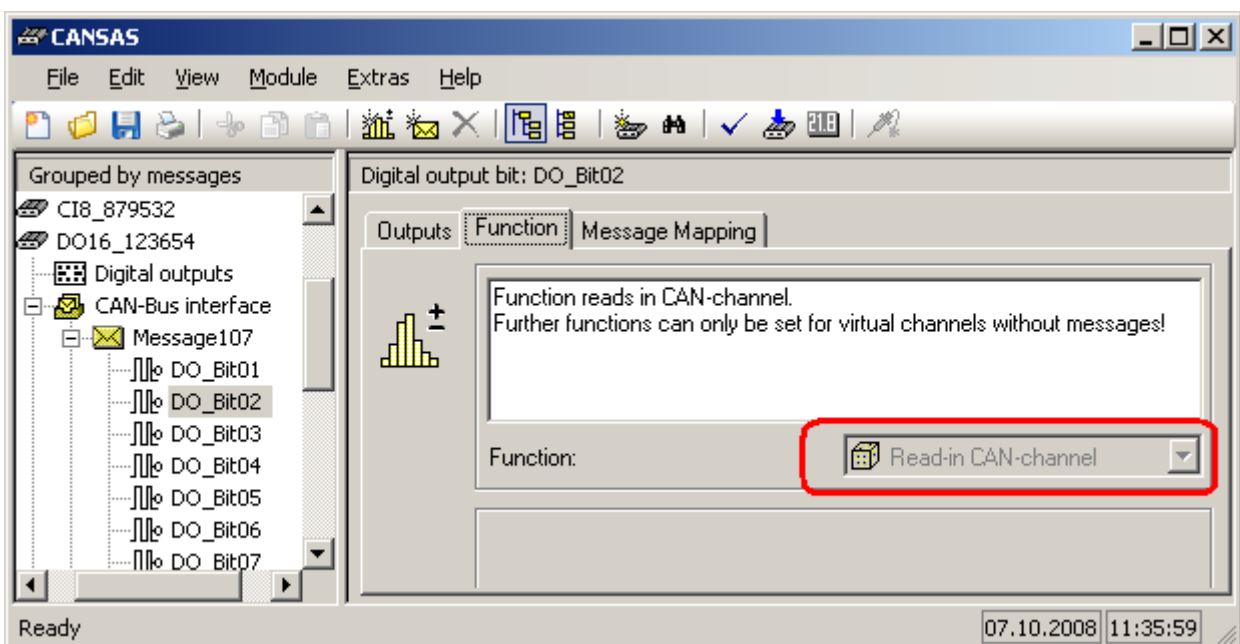 CANSAS
File Edit View Module Extras Help
21.8
Grouped by messages
Digital output bit: DO_Bit02
CI8_879532
DO16_123654
Digital outputs
CAN-Bus interface
Message107
DO_Bit01
DO_Bit02
DO_Bit03
DO_Bit04
DO_Bit05
DO_Bit06
DO_Bit07
Outputs Function Message Mapping
Function reads in CAN-channel.
Further functions can only be set for virtual channels without messages!
Function: Read-in CAN-channel
Ready 07.10.2008 11:35:59